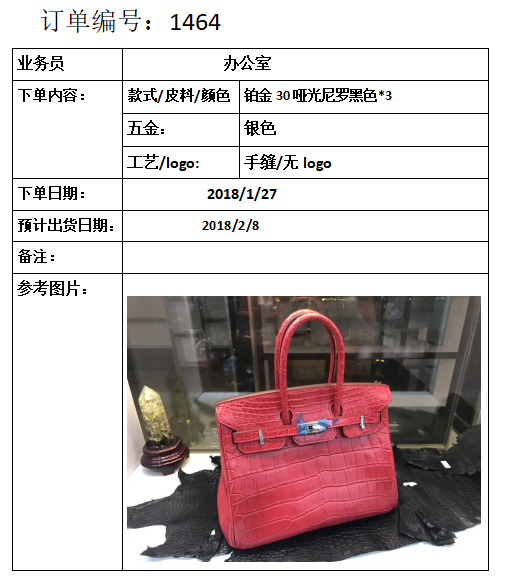 订单编号：1464
业务员 办公室
下单内容： 款式/皮料/颜色 铂金 30 哑光尼罗黑色*3
五金： 银色
工艺/logo: 手缝/无 logo
下单日期： 2018/1/27
预计出货日期： 2018/2/8
备注：
参考图片：